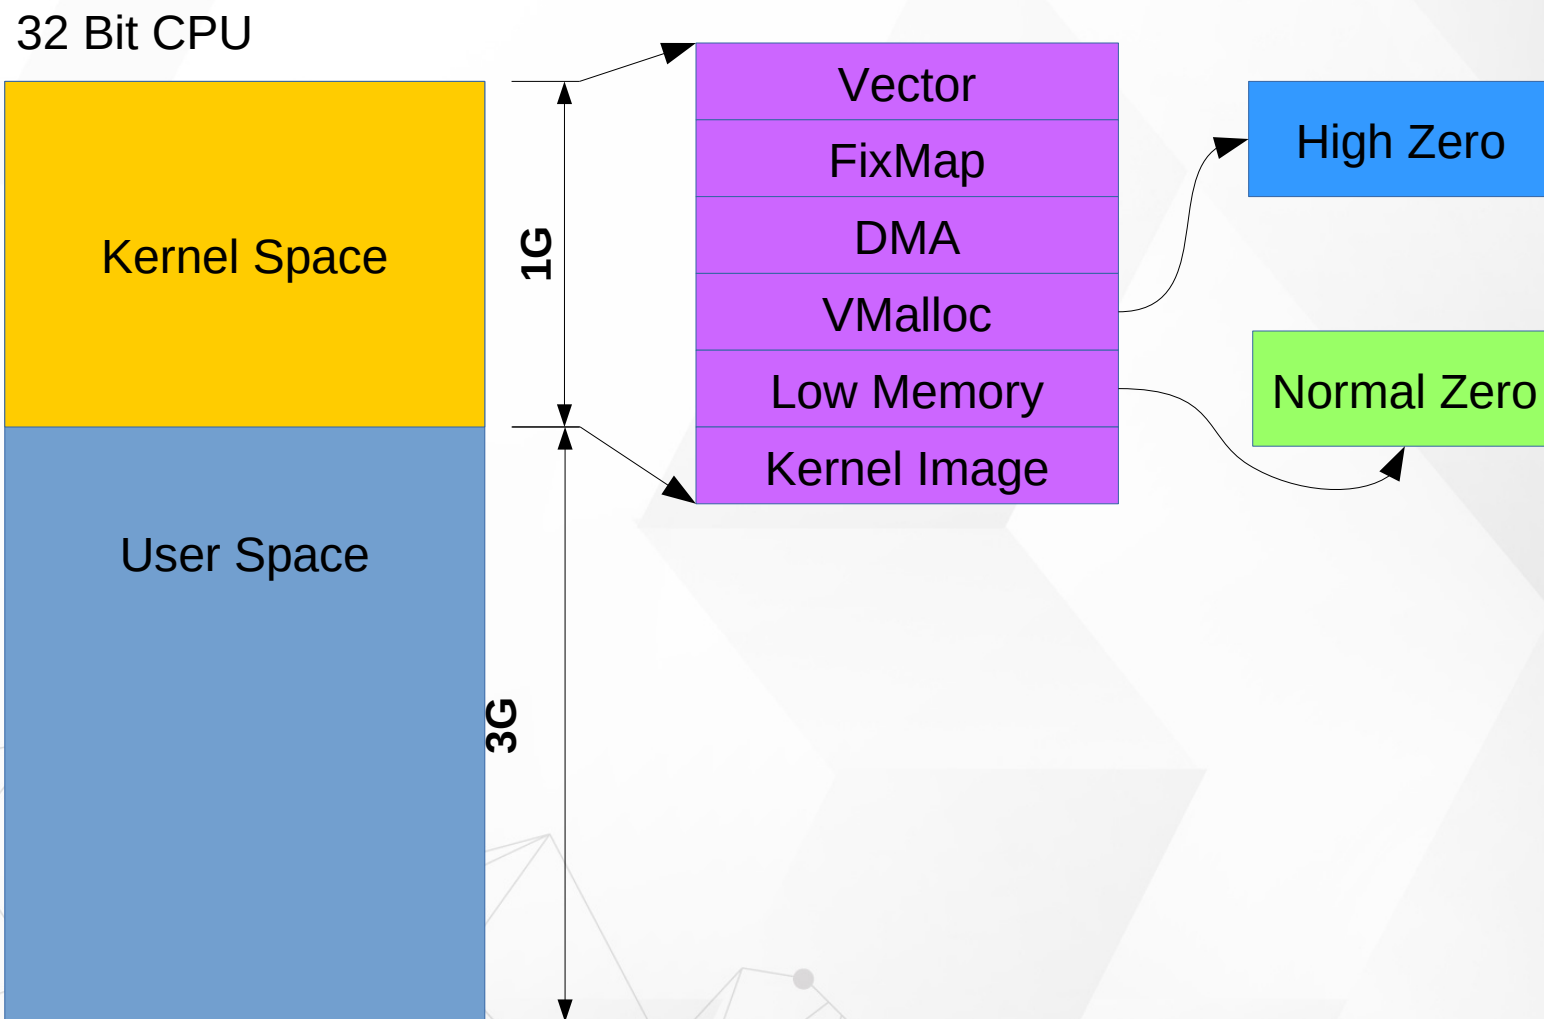 32 Bit CPU
Kernel Space
User Space
1G
3G
Vector
FixMap
DMA
VMalloc
Low Memory
Kernel Image
High Zero
Normal Zero